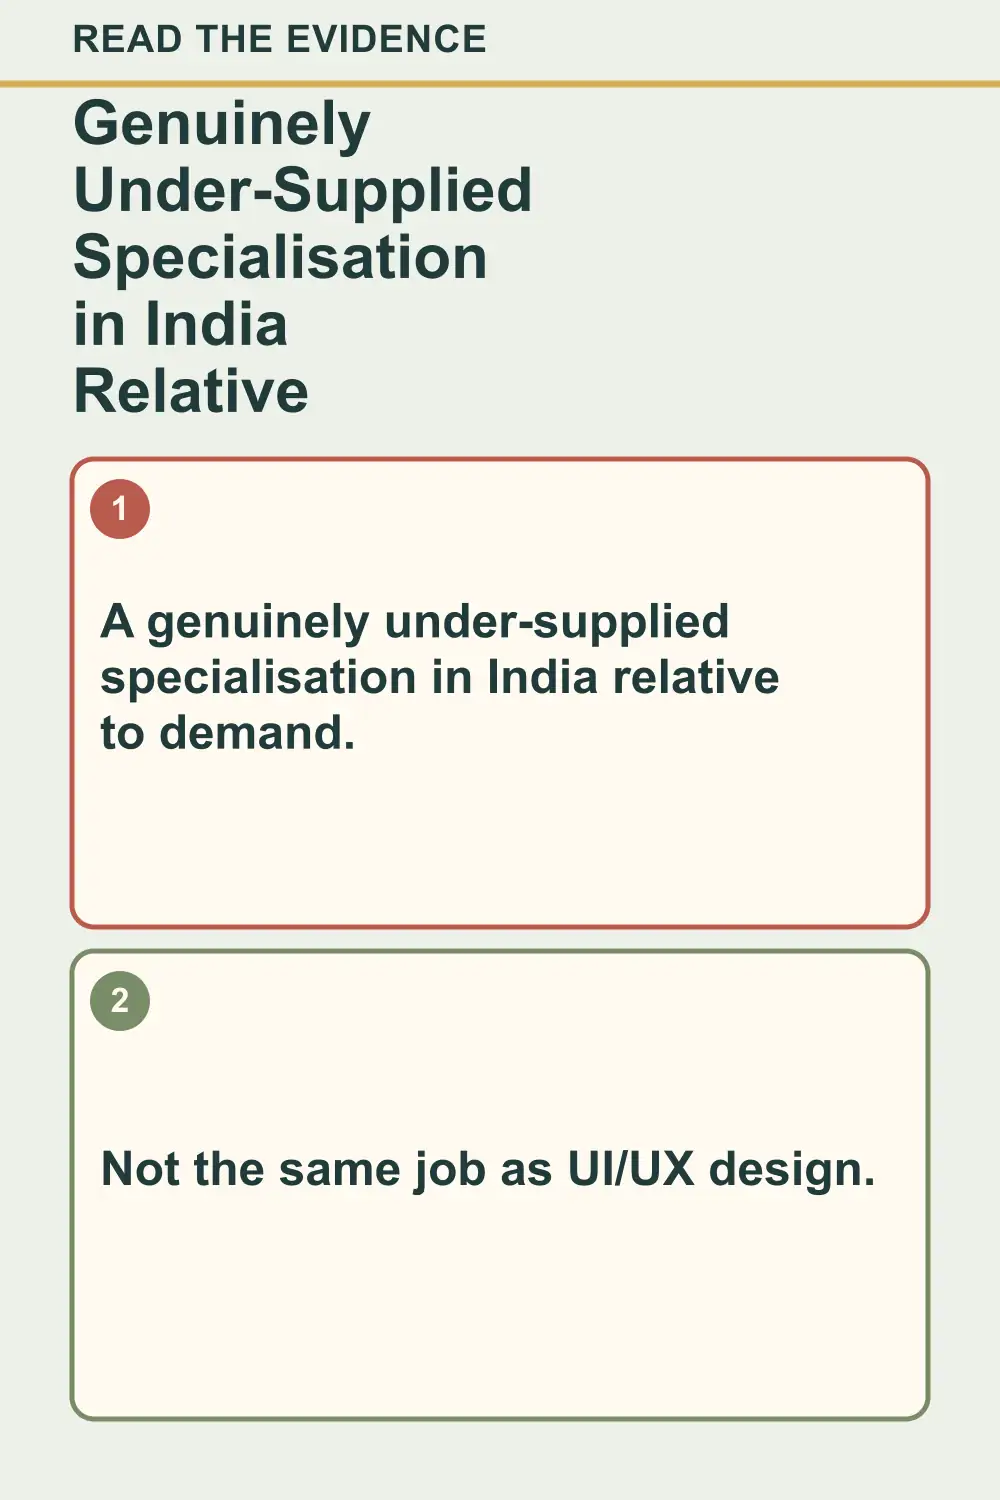 READ THE EVIDENCE
Genuinely
Under-Supplied
Specialisation
in India
Relative
1
A genuinely under-supplied
specialisation in India relative
to demand.
2
Not the same job as UI/UX design.